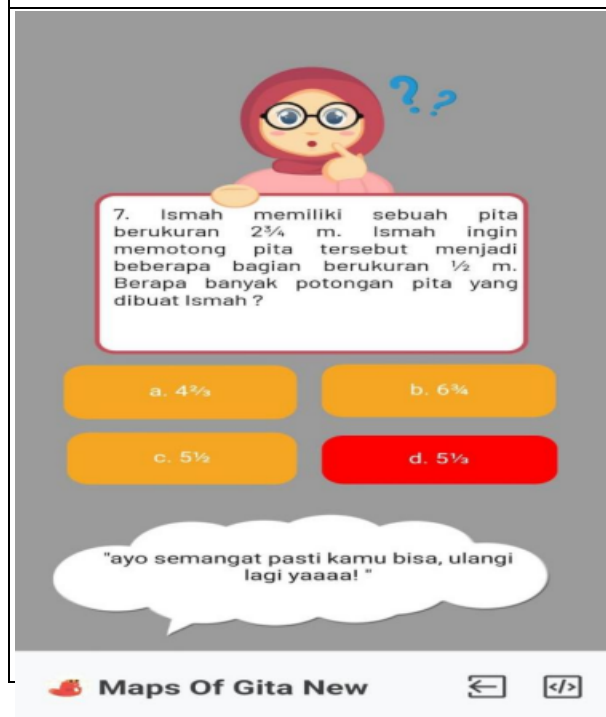 ??
7. Ismah memiliki sebuah pita
berukuran 2¾ m. Ismah ingin
memotong pita tersebut menjadi
beberapa bagian berukuran ½ m.
Berapa banyak potongan pita yang
dibuat Ismah ?
a. 4⅔
b. 6¾
c. 5½
d. 5⅓
"ayo semangat pasti kamu bisa, ulangi
lagi yaaaa! "
Maps Of Gita New